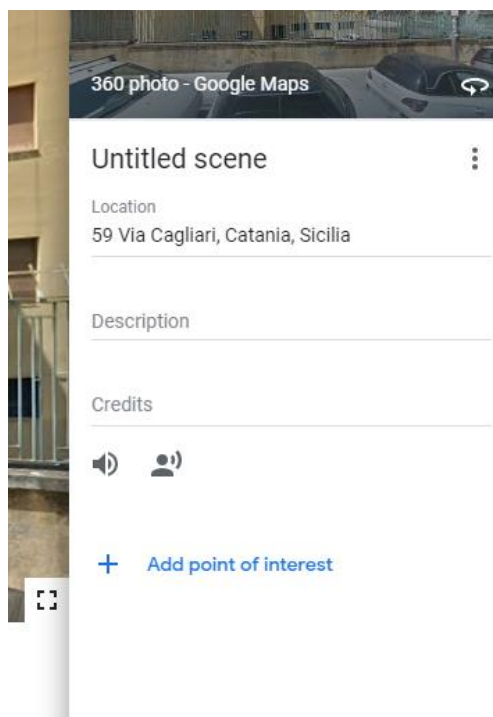 360 photo - Google Maps
Untitled scene
Location
59 Via Cagliari, Catania, Sicilia
Description
Credits
Add point of interest